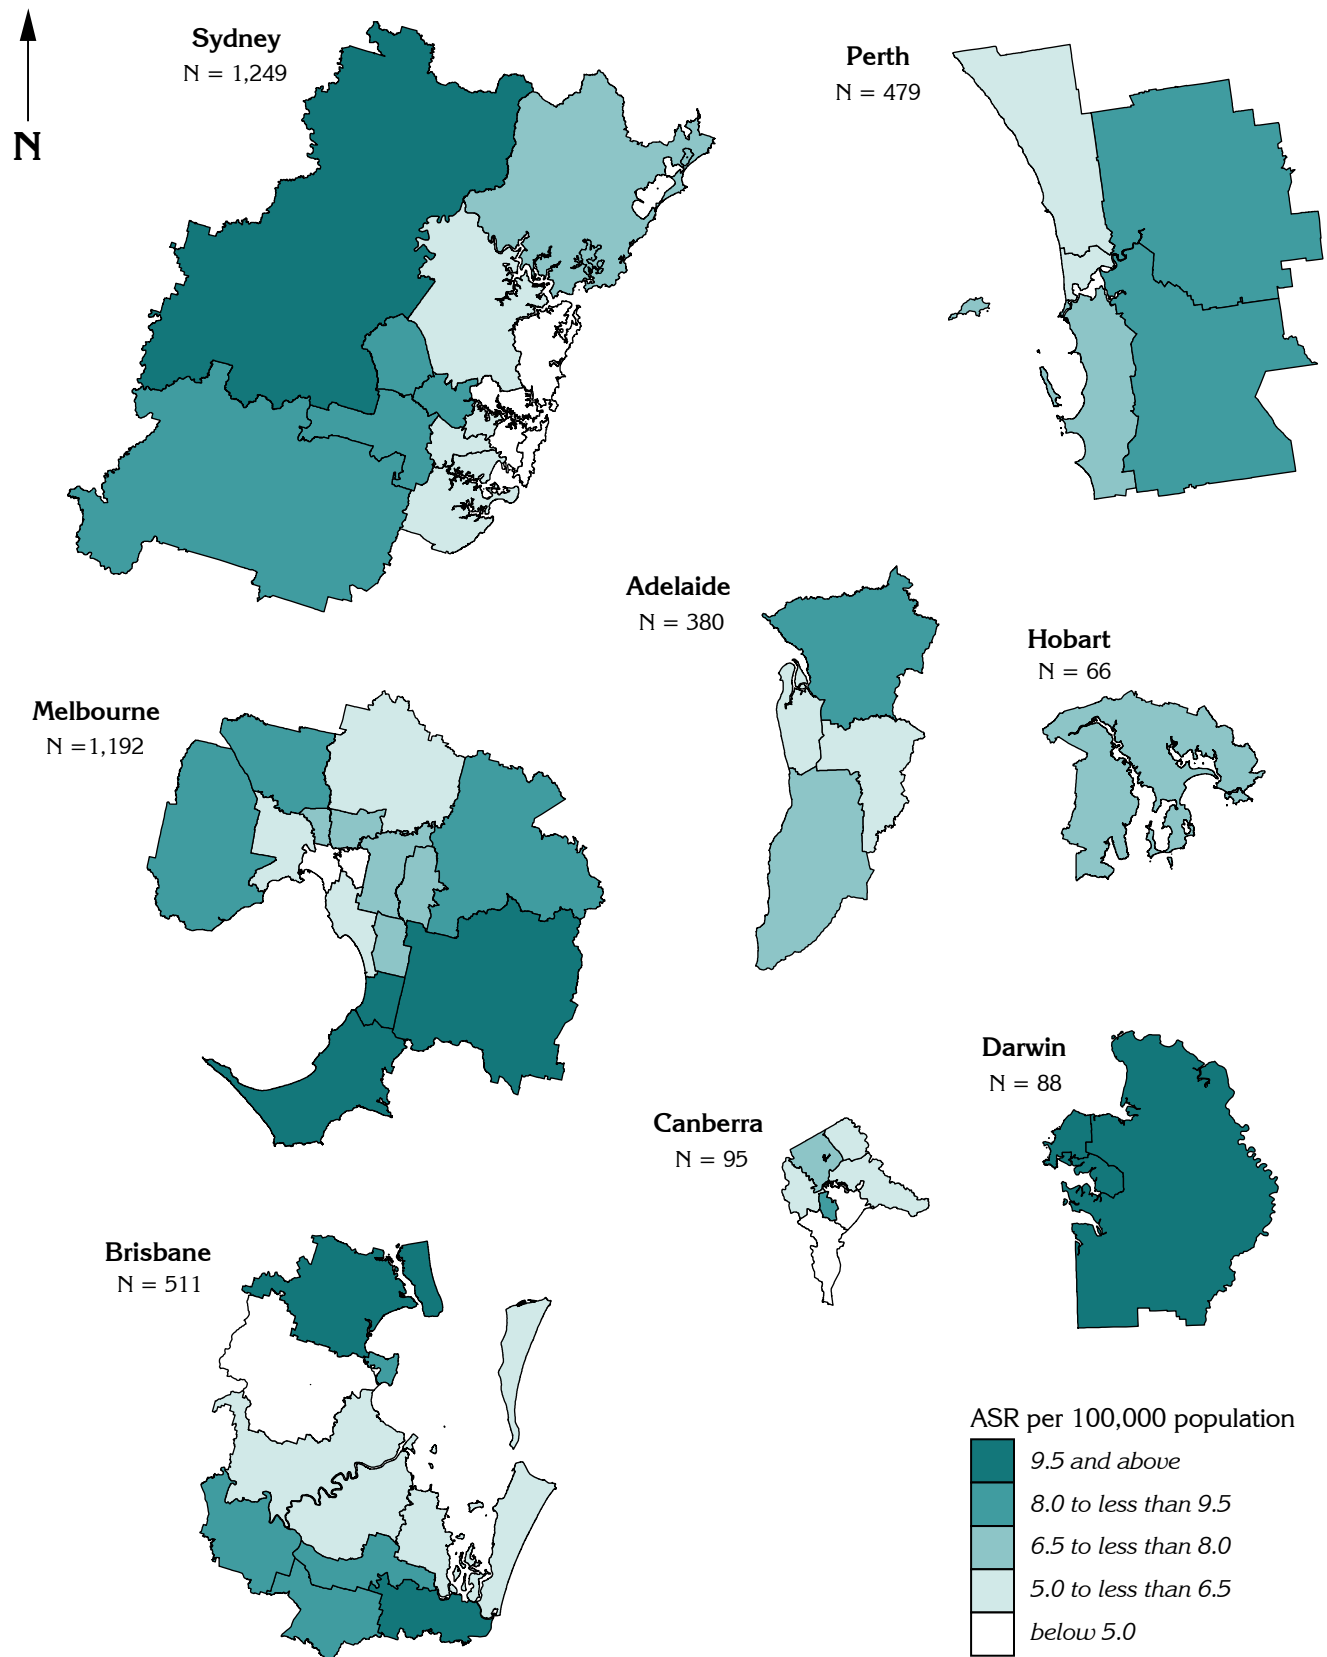 Sydney
N = 1,249
Perth
N = 479
N
Adelaide
N = 380
Hobart
N = 66
Melbourne
N =1,192
Darwin
N = 88
Canberra
N = 95
Brisbane
N = 511
ASR per 100,000 population
9.5 and above
8.0 to less than 9.5
6.5 to less than 8.0
5.0 to less than 6.5
below 5.0